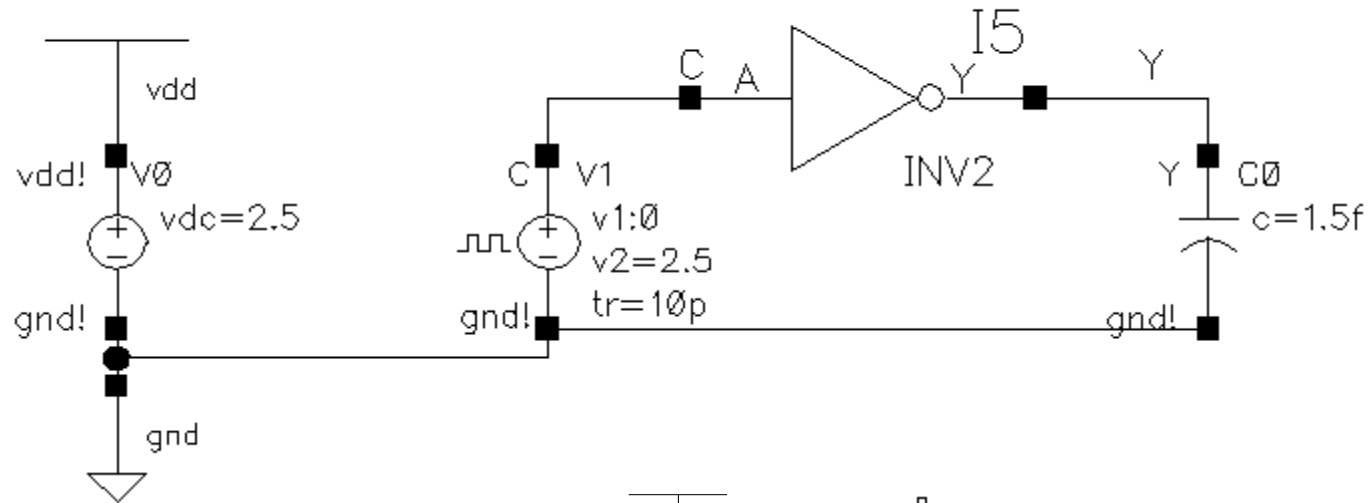 I5
vdd
C
A
Y
Y
vdd!
V0
vdc=2.5
C
V1
v1:0
v2=2.5
tr=10p
INV2
Y
C0
c=1.5f
gnd!
gnd!
gnd!
gnd